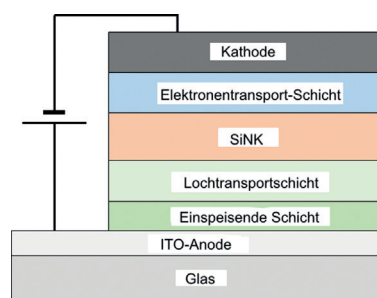 Kathode
Elektronentransport-Schicht
SiNK
Lochtransportschicht
Einspeisende Schicht
ITO-Anode
Glas